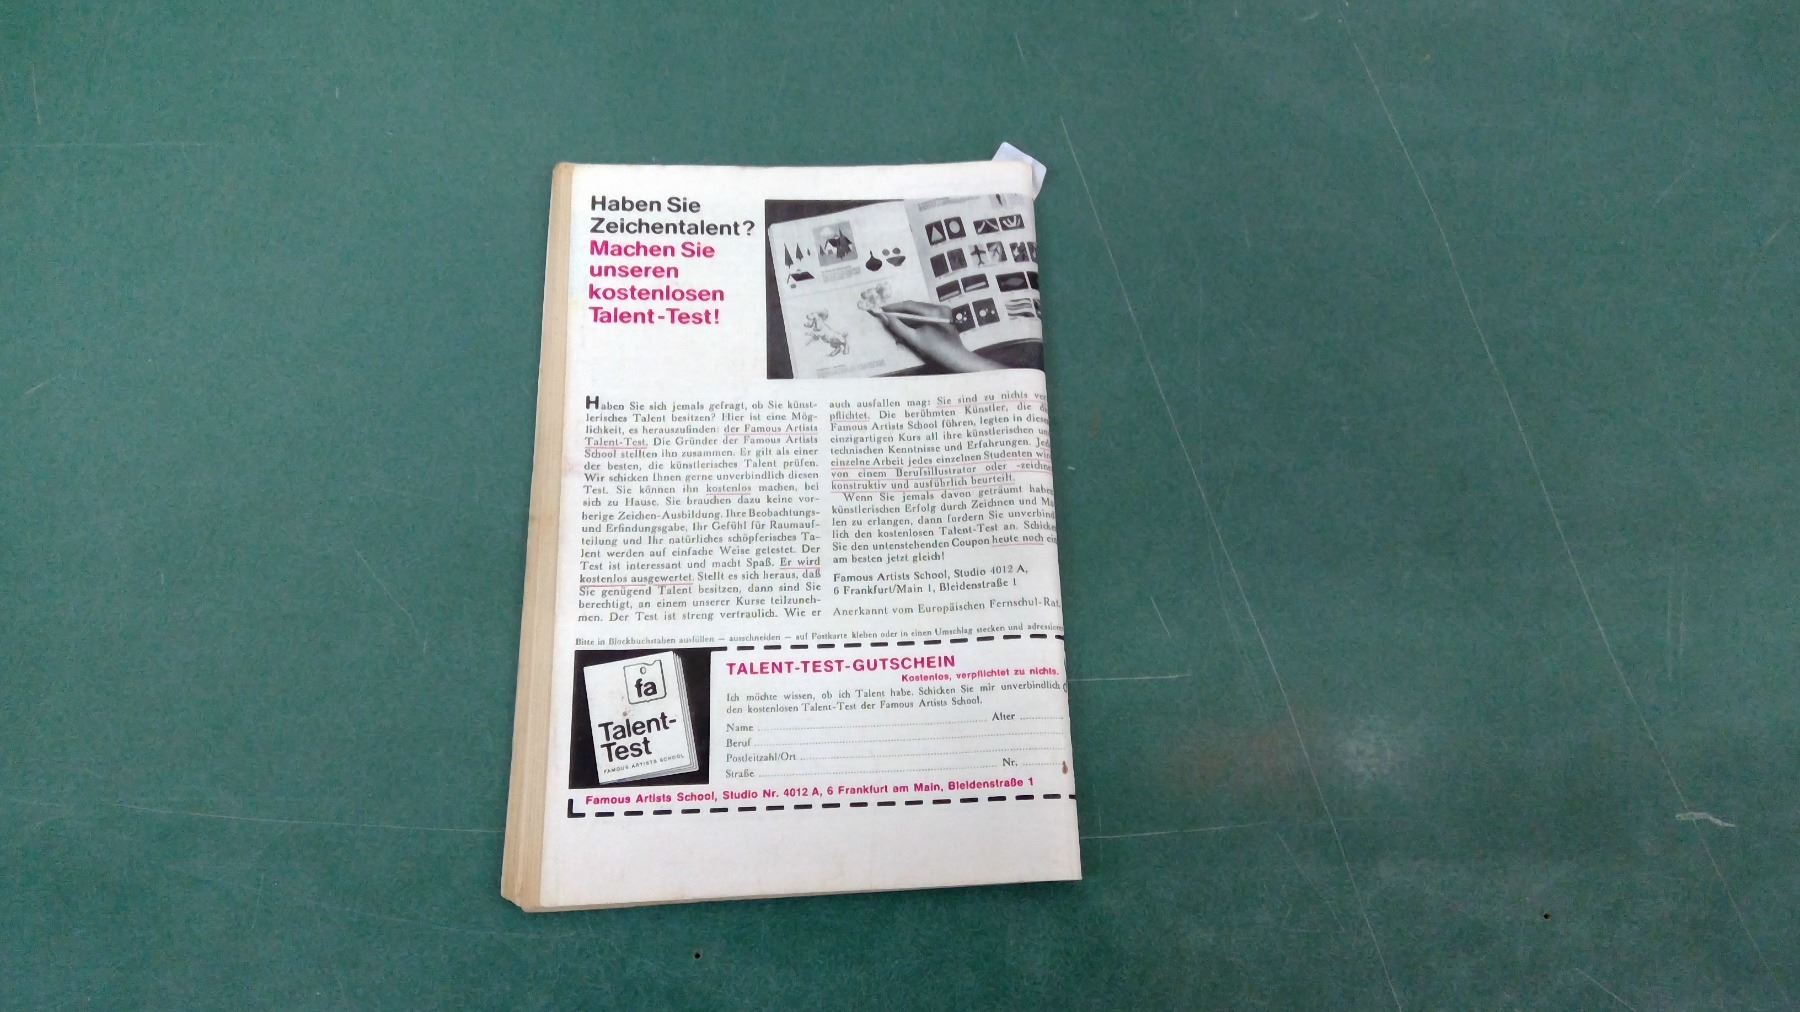 Haben Sie
Zeichentalent?
Machen Sie
unseren
kostenlosen
Talent-Test!
Haben Sie sich jemals gefragt, ob Sie künst-
lerisches Talent besitzen? Hier ist eine Mög-
lichkeit, es herauszufinden: der Famous Artists
Talent-Test. Die Gründer der Famous Artists
School stellten ihn zusammen. Er gilt als einer
der besten, die künstlerisches Talent prüfen.
Wir schicken Ihnen gerne unverbindlich diesen
Test. Sie können ihn kostenlos machen, bei
sich zu Hause. Sie brauchen dazu keine vor-
herige Zeichen-Ausbildung. Ihre Beobachtungs-
und Erfindungsgabe, Ihr Gefühl für Raumauf-
teilung und Ihr natürliches schöpferisches Ta-
lent werden auf einfache Weise getestet. Der
Test ist interessant und macht Spaß. Er wird
kostenlos ausgewertet. Stellt es sich heraus, daß
Sie genügend Talent besitzen, dann sind Sie
berechtigt, an einem unserer Kurse teilzuneh-
men. Der Test ist streng vertraulich. Wie er
auch ausfallen mag: Sie sind zu nichts ver
pflichtet. Die berühmten Künstler, die d
Famous Artists School führen, legten in diese
einzigartigen Kurs all ihre künstlerischen un
technischen Kenntnisse und Erfahrungen. Jed
einzelne Arbeit jedes einzelnen Studenten wir
von einem Berufsillustrator oder -zeichne
konstruktiv und ausführlich beurteilt.
Wenn Sie jemals davon geträumt habe
künstlerischen Erfolg durch Zeichnen und Ma
len zu erlangen, dann fordern Sie unverbind
lich den kostenlosen Talent-Test an. Schicke
Sie den untenstehenden Coupon heute noch ein
am besten jetzt gleich!
Famous Artists School, Studio 4012 A,
6 Frankfurt/Main 1, Bleidenstraße 1
Anerkannt vom Europäischen Fernschul-Rat.
Bitte in Blockbuchstaben ausfüllen — ausschneiden — auf Postkarte kleben oder in einen Umschlag stecken und adressieren
fa
Talent-
Test
FAMOUS ARTISTS SCHOOL
TALENT-TEST-GUTSCHEIN
Kostenlos, verpflichtet zu nichts.
Ich möchte wissen, ob ich Talent habe. Schicken Sie mir unverbindlich
den kostenlosen Talent-Test der Famous Artists School.
Name Alter
Beruf
Postleitzahl/Ort
Straße Nr.
Famous Artists School, Studio Nr. 4012 A, 6 Frankfurt am Main, Bleidenstraße 1